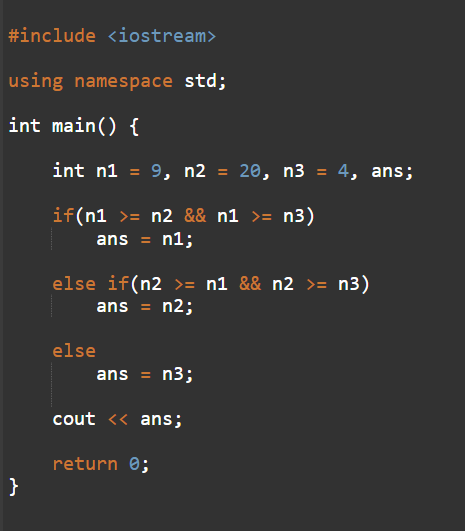 #include <iostream>
using namespace std;
int main() {
int n1 = 9, n2 = 20, n3 = 4, ans;
if(n1 >= n2 && n1 >= n3)
ans = n1;
else if(n2 >= n1 && n2 >= n3)
ans = n2;
else
ans = n3;
cout << ans;
return 0;
}